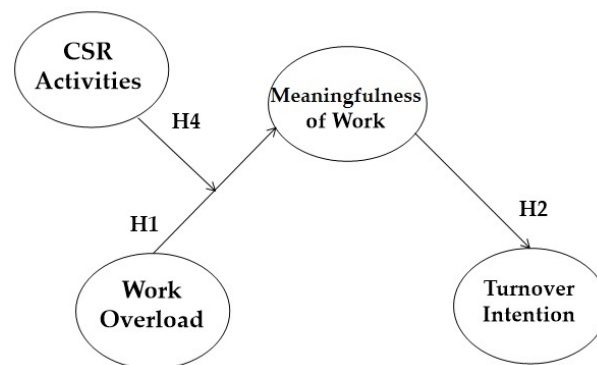 CSR
Activities
Meaningfulness
of Work
H4
H1
H2
Work
Overload
Turnover
Intention